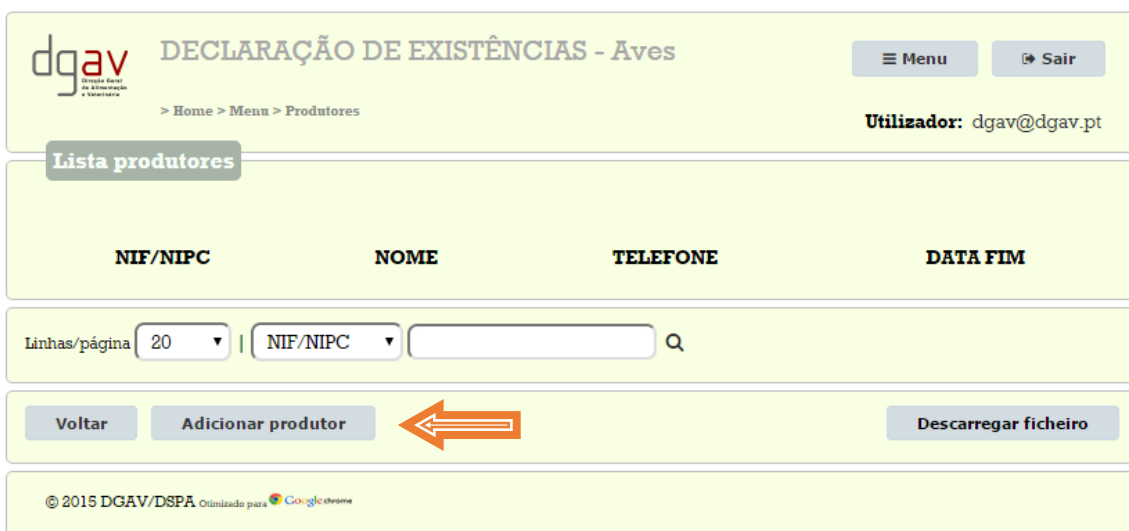 dgav
Direção Geral
de Alimentação
e Veterinária
DECLARAÇÃO DE EXISTÊNCIAS - Aves
> Home > Menu > Produtores
Menu
Sair
Utilizador: dgav@dgav.pt
Lista produtores
NIF/NIPC NOME TELEFONE DATA FIM
Linhas/página 20 | NIF/NIPC
Voltar Adicionar produtor Descarregar ficheiro
© 2015 DGAV/DSPA Otimizado para Google chrome